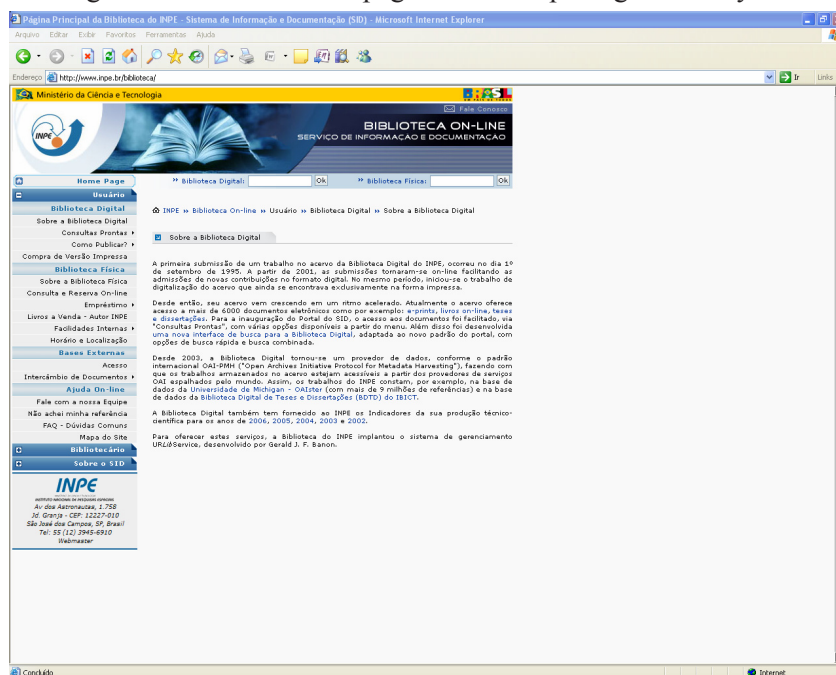 Página Principal da Biblioteca do INPE - Sistema de Informação e Documentação (SID) - Microsoft Internet Explorer
Arquivo Editar Exibir Favoritos Ferramentas Ajuda
Endereço http://www.inpe.br/biblioteca/ Ir Links
Ministério da Ciência e Tecnologia BRASIL
Fale Conosco
INPE
BIBLIOTECA ON-LINE
SERVIÇO DE INFORMAÇÃO E DOCUMENTAÇÃO
Home Page
» Biblioteca Digital: Ok » Biblioteca Física: Ok
Usuário
Biblioteca Digital
Sobre a Biblioteca Digital
Consultas Prontas
Como Publicar?
Compra de Versão Impressa
Biblioteca Física
Sobre a Biblioteca Física
Consulta e Reserva On-line
Empréstimo
Livros a Venda - Autor INPE
Facilidades Internas
Horário e Localização
Bases Externas
Acesso
Intercâmbio de Documentos
Ajuda On-line
Fale com a nossa Equipe
Não achei minha referência
FAQ - Dúvidas Comuns
Mapa do Site
Bibliotecário
Sobre o SID
INPE
INSTITUTO NACIONAL DE PESQUISAS ESPACIAIS
Av dos Astronautas, 1.758
Jd. Granja - CEP: 12227-010
São José dos Campos, SP, Brasil
Tel: 55 (12) 3945-6910
Webmaster
INPE » Biblioteca On-line » Usuário » Biblioteca Digital » Sobre a Biblioteca Digital
Sobre a Biblioteca Digital
A primeira submissão de um trabalho no acervo da Biblioteca Digital do INPE, ocorreu no dia 1º
de setembro de 1995. A partir de 2001, as submissões tornaram-se on-line facilitando as
admissões de novas contribuições no formato digital. No mesmo período, iniciou-se o trabalho de
digitalização do acervo que ainda se encontrava exclusivamente na forma impressa.
Desde então, seu acervo vem crescendo em um ritmo acelerado. Atualmente o acervo oferece
acesso a mais de 6000 documentos eletrônicos como por exemplo: e-prints, livros on-line, teses
e dissertações. Para a inauguração do Portal do SID, o acesso aos documentos foi facilitado, via
"Consultas Prontas", com várias opções disponíveis a partir do menu. Além disso foi desenvolvida
uma nova interface de busca para a Biblioteca Digital, adaptada ao novo padrão do portal, com
opções de busca rápida e busca combinada.
Desde 2003, a Biblioteca Digital tornou-se um provedor de dados, conforme o padrão
internacional OAI-PMH ("Open Archives Initiative Protocol for Metadata Harvesting"), fazendo com
que os trabalhos armazenados no acervo estejam acessíveis a partir dos provedores de serviços
OAI espalhados pelo mundo. Assim, os trabalhos do INPE constam, por exemplo, na base de
dados da Universidade de Michigan - OAIster (com mais de 9 milhões de referências) e na base
de dados da Biblioteca Digital de Teses e Dissertações (BDTD) do IBICT.
A Biblioteca Digital também tem fornecido ao INPE os Indicadores da sua produção técnico-
científica para os anos de 2006, 2005, 2004, 2003 e 2002.
Para oferecer estes serviços, a Biblioteca do INPE implantou o sistema de gerenciamento
URLibService, desenvolvido por Gerald J. F. Banon.
Concluído Internet